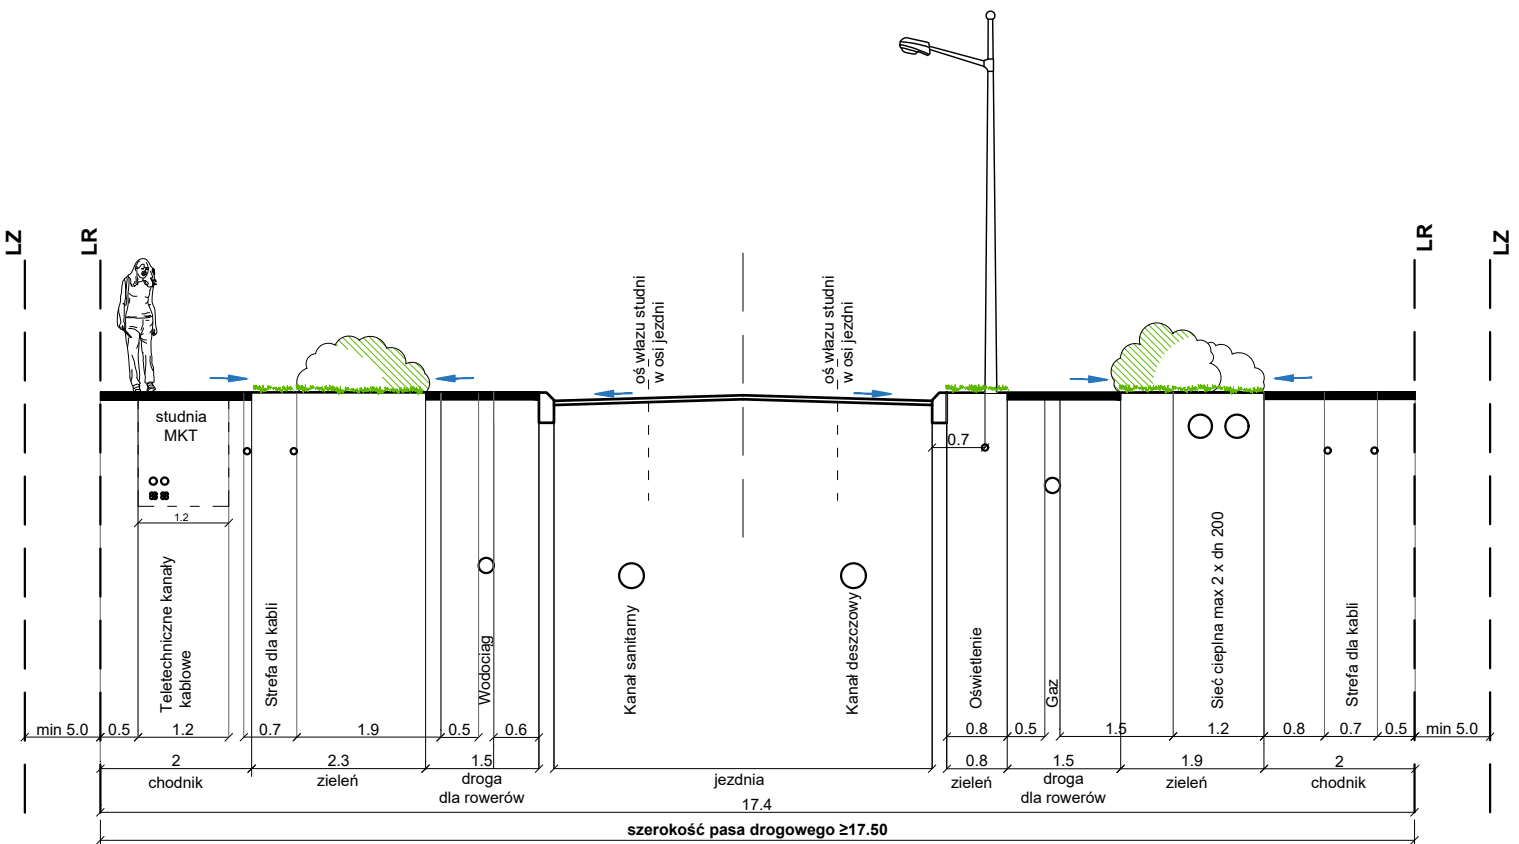 LZ
LR
LR
LZ
oś włazu studni
w osi jezdni
oś włazu studni
w osi jezdni
studnia
MKT
0.7
1.2
Teletechniczne kanały
kablowe
Strefa dla kabli
Wodociąg
Kanał sanitarny
Kanał deszczowy
Oświetlenie
Gaz
Sieć cieplna max 2 x dn 200
Strefa dla kabli
min 5.0 0.5 1.2 0.7 1.9 0.5 0.6 0.8 0.5 1.5 1.2 0.8 0.7 0.5 min 5.0
2 2.3 1.5 0.8 1.5 1.9 2
chodnik zieleń droga jezdnia zieleń droga zieleń chodnik
dla rowerów dla rowerów
17.4
szerokość pasa drogowego ≥17.50